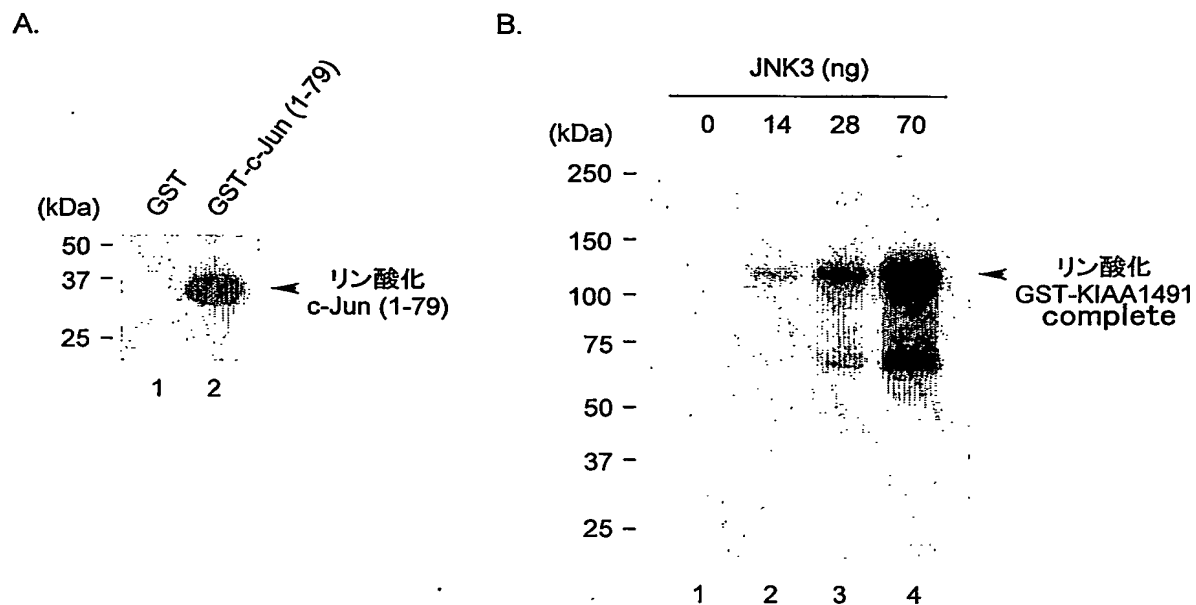 A.
GST
GST-c-Jun (1-79)
(kDa)
50
37
25
リン酸化
c-Jun (1-79)
1 2
B.
JNK3 (ng)
0 14 28 70
(kDa)
250
150
100
75
50
37
25
リン酸化
GST-KIAA1491
complete
1 2 3 4